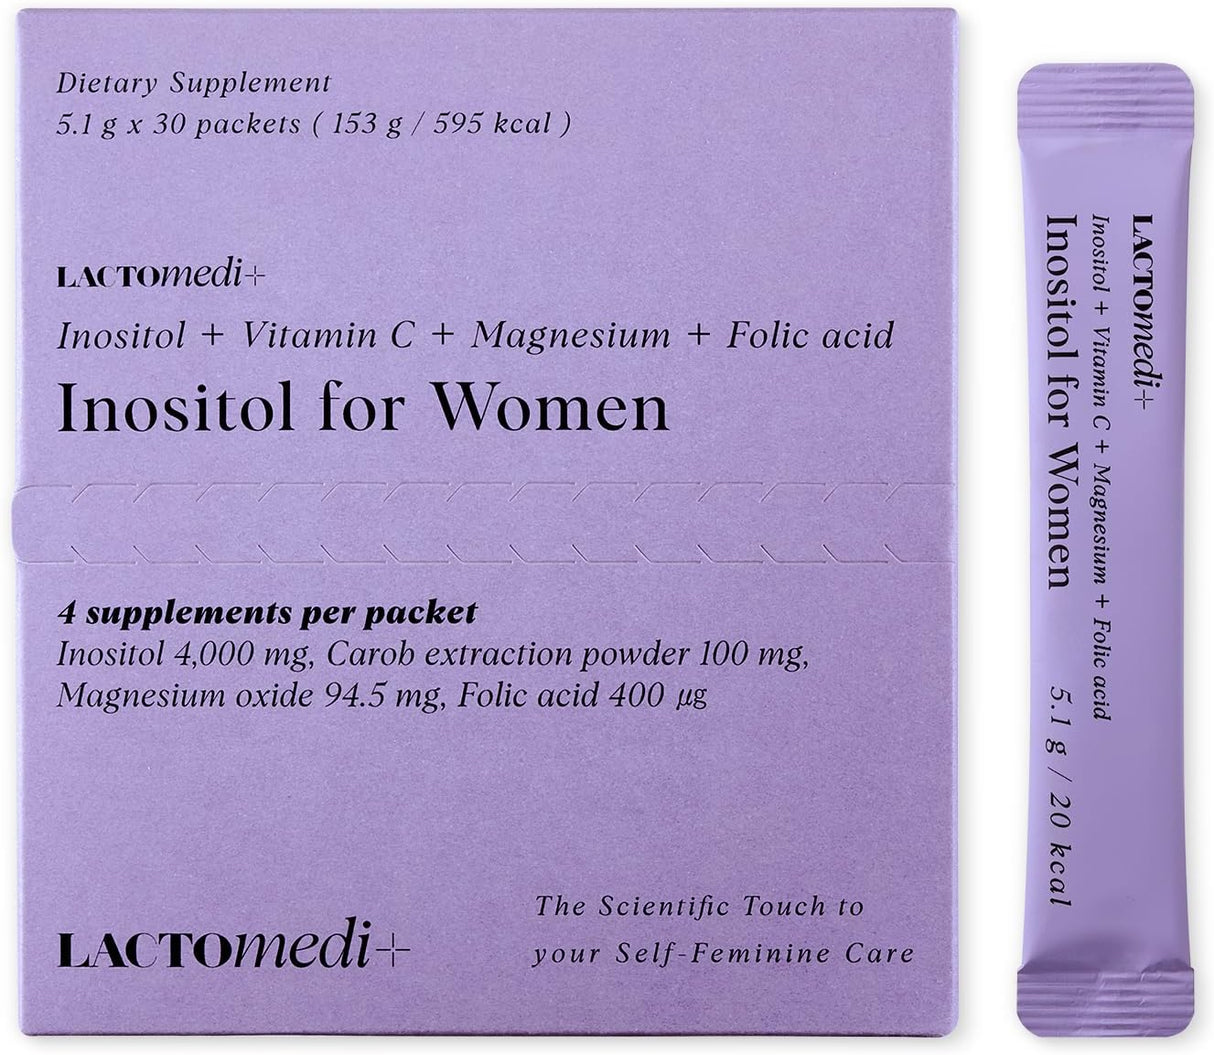 Dietary Supplement
5.1 g x 30 packets ( 153 g / 595 kcal )
LACTOmedi+
Inositol + Vitamin C + Magnesium + Folic acid
Inositol for Women
4 supplements per packet
Inositol 4,000 mg, Carob extraction powder 100 mg,
Magnesium oxide 94.5 mg, Folic acid 400 μg
LACTOmedi+
The Scientific Touch to
your Self-Feminine Care
LACTOmedi+
Inositol + Vitamin C + Magnesium + Folic acid
Inositol for Women 5.1 g / 20 kcal